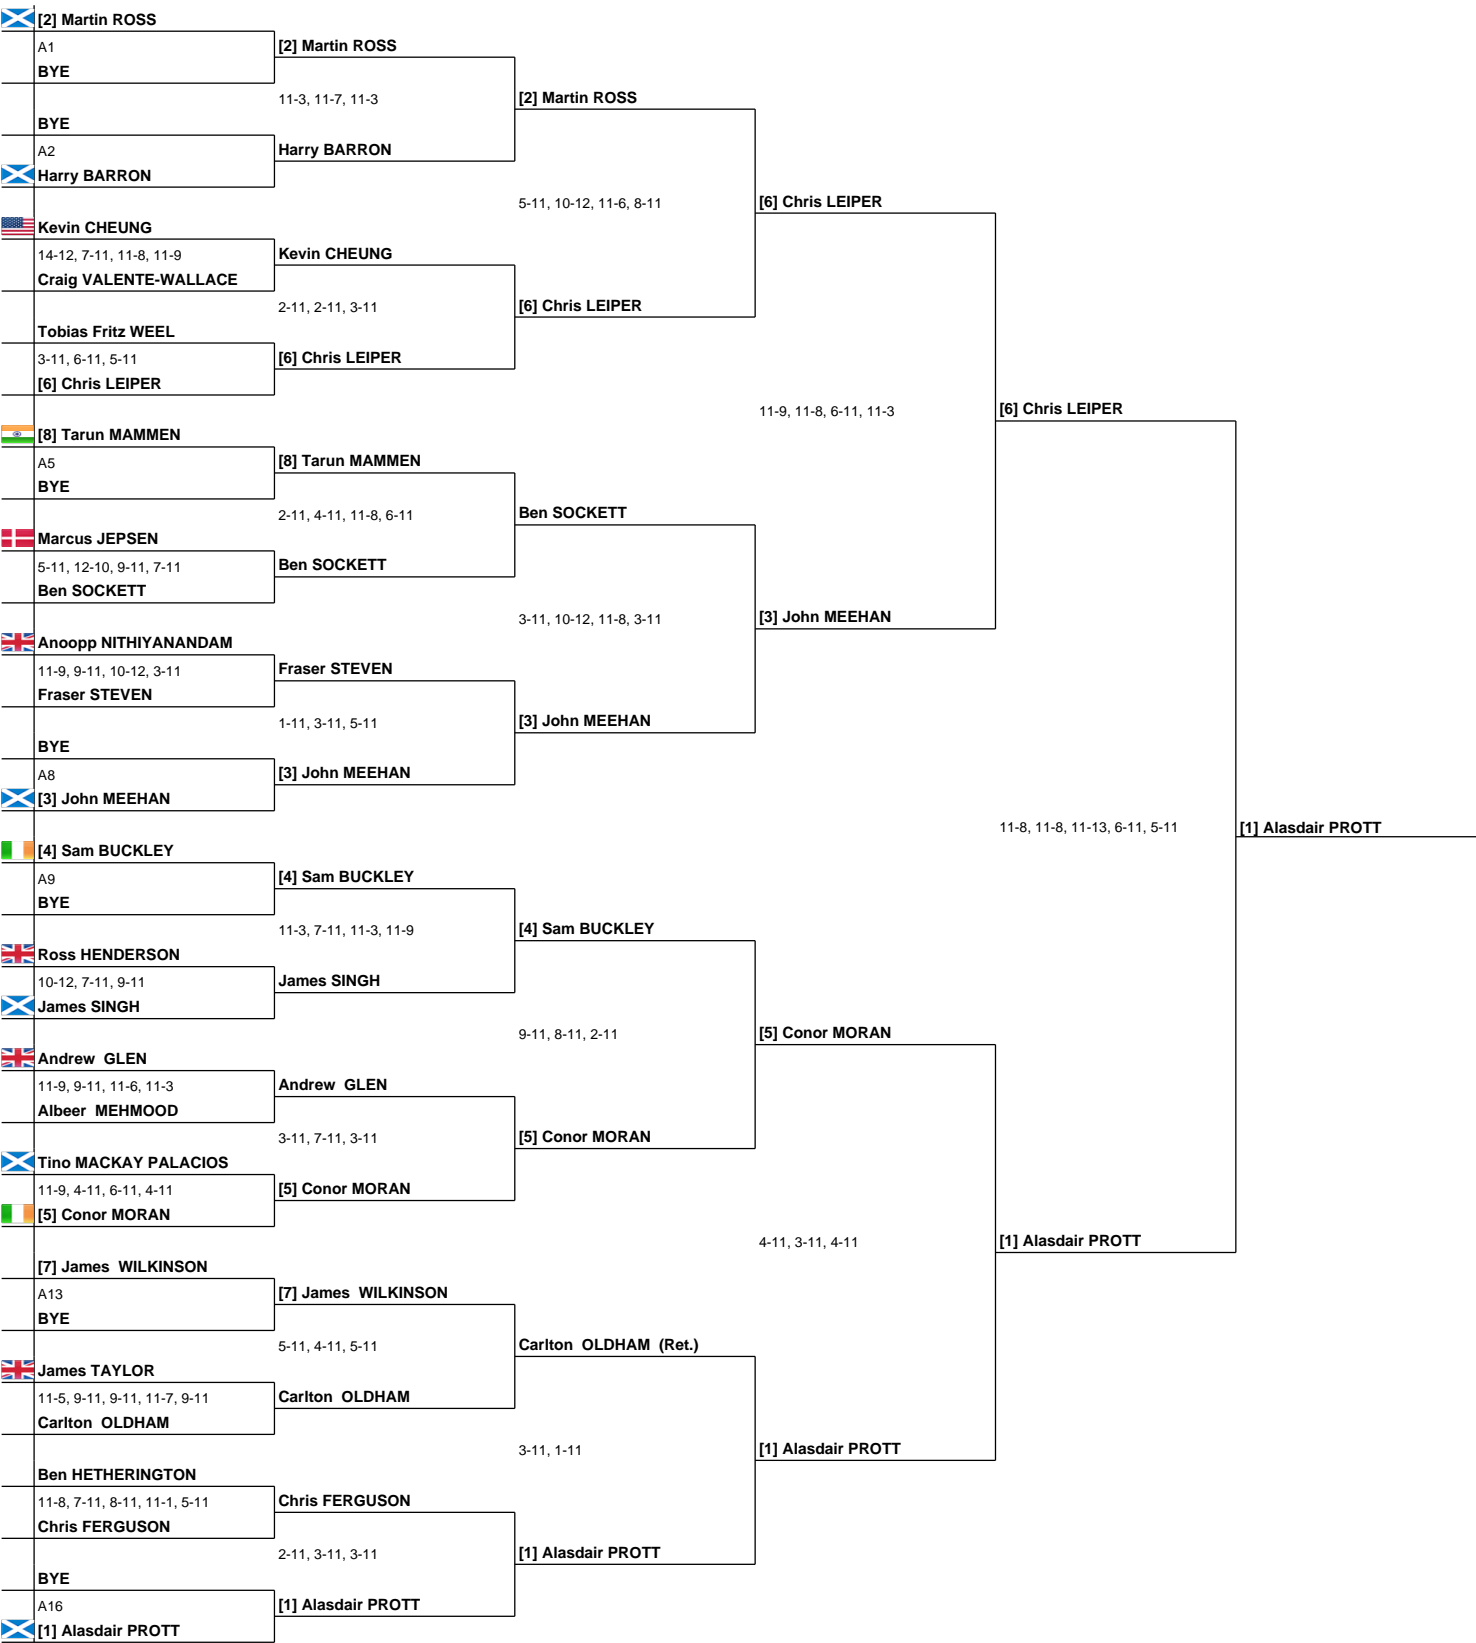 [2] Martin ROSS
A1
BYE
BYE
A2
Harry BARRON
Kevin CHEUNG
14-12, 7-11, 11-8, 11-9
Craig VALENTE-WALLACE
Tobias Fritz WEEL
3-11, 6-11, 5-11
[6] Chris LEIPER
[8] Tarun MAMMEN
A5
BYE
Marcus JEPSEN
5-11, 12-10, 9-11, 7-11
Ben SOCKETT
Anoopp NITHIYANANDAM
11-9, 9-11, 10-12, 3-11
Fraser STEVEN
BYE
A8
[3] John MEEHAN
[4] Sam BUCKLEY
A9
BYE
Ross HENDERSON
10-12, 7-11, 9-11
James SINGH
Andrew  GLEN
11-9, 9-11, 11-6, 11-3
Albeer  MEHMOOD
Tino MACKAY PALACIOS
11-9, 4-11, 6-11, 4-11
[5] Conor MORAN
[7] James  WILKINSON
A13
BYE
James TAYLOR
11-5, 9-11, 9-11, 11-7, 9-11
Carlton  OLDHAM
Ben HETHERINGTON
11-8, 7-11, 8-11, 11-1, 5-11
Chris FERGUSON
BYE
A16
[1] Alasdair PROTT
[2] Martin ROSS
11-3, 11-7, 11-3
Harry BARRON
Kevin CHEUNG
2-11, 2-11, 3-11
[6] Chris LEIPER
[8] Tarun MAMMEN
2-11, 4-11, 11-8, 6-11
Ben SOCKETT
Fraser STEVEN
1-11, 3-11, 5-11
[3] John MEEHAN
[4] Sam BUCKLEY
11-3, 7-11, 11-3, 11-9
James SINGH
Andrew  GLEN
3-11, 7-11, 3-11
[5] Conor MORAN
[7] James  WILKINSON
5-11, 4-11, 5-11
Carlton  OLDHAM
Chris FERGUSON
2-11, 3-11, 3-11
[1] Alasdair PROTT
[2] Martin ROSS
5-11, 10-12, 11-6, 8-11
[6] Chris LEIPER
Ben SOCKETT
3-11, 10-12, 11-8, 3-11
[3] John MEEHAN
[4] Sam BUCKLEY
9-11, 8-11, 2-11
[5] Conor MORAN
Carlton  OLDHAM  (Ret.)
3-11, 1-11
[1] Alasdair PROTT
[6] Chris LEIPER
11-9, 11-8, 6-11, 11-3
[3] John MEEHAN
[5] Conor MORAN
4-11, 3-11, 4-11
[1] Alasdair PROTT
[6] Chris LEIPER
11-8, 11-8, 11-13, 6-11, 5-11
[1] Alasdair PROTT
[1] Alasdair PROTT